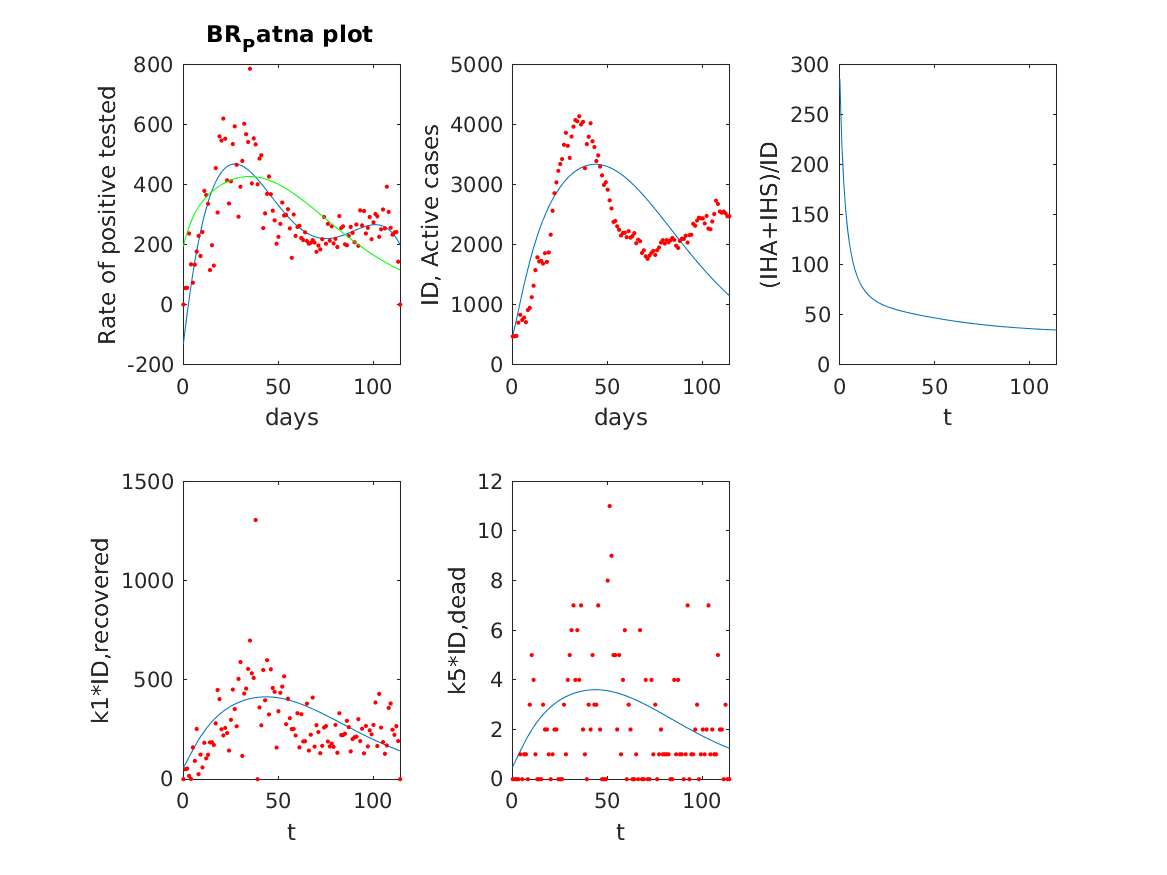 BR_Patna plot
800
600
400
200
0
-200
Rate of positive tested
0 50 100
days
5000
4000
3000
2000
1000
0
ID, Active cases
0 50 100
days
300
250
200
150
100
50
0
(IHA+IHS)/ID
0 50 100
t
1500
1000
500
0
k1*ID,recovered
0 50 100
t
12
10
8
6
4
2
0
k5*ID,dead
0 50 100
t